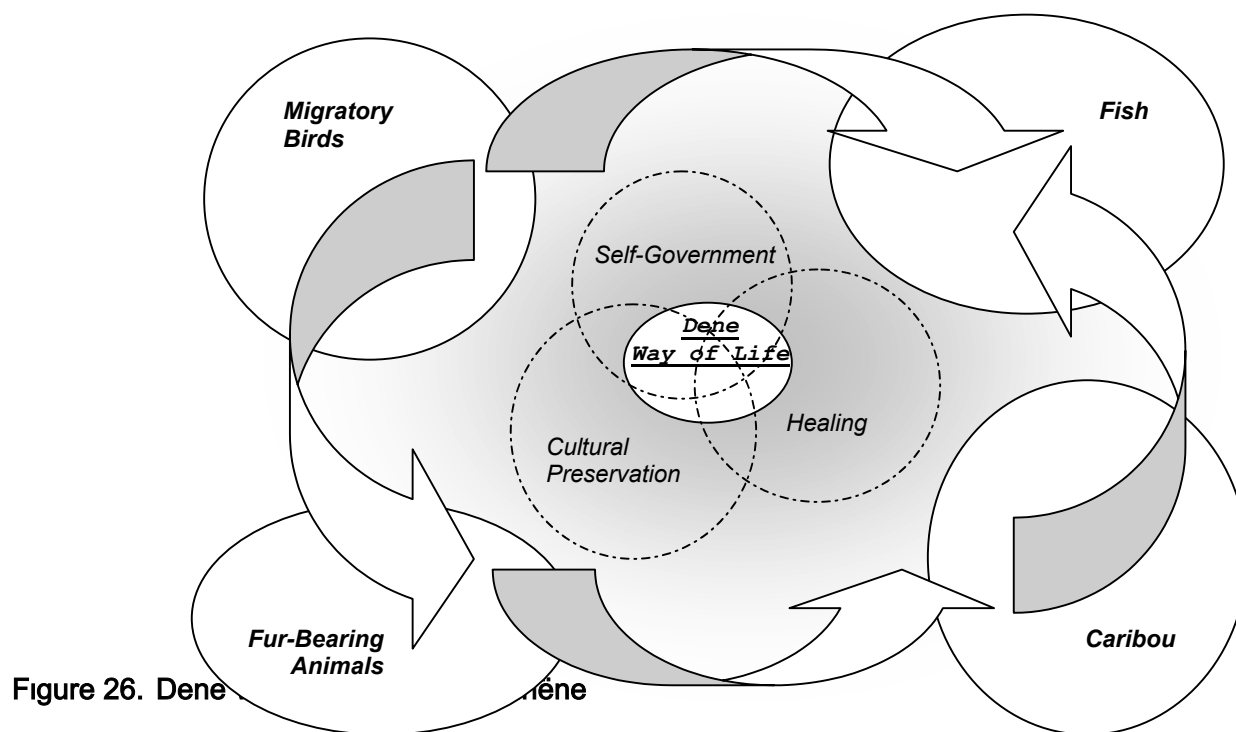 Migratory
Birds
Fish
Self-Government
Dene
Way of Life
Healing
Cultural
Preservation
Fur-Bearing
Animals
Caribou
Figure 26. Dene